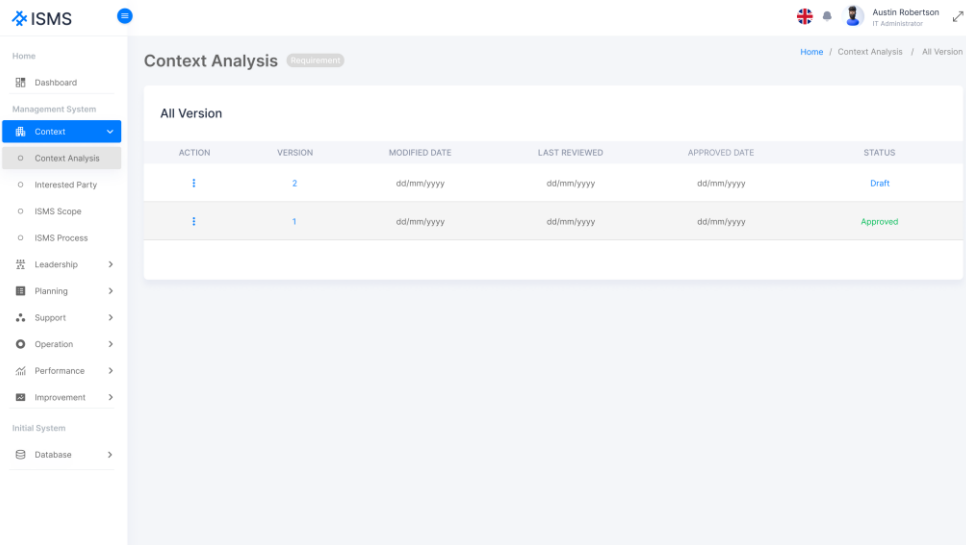 ISMS
Austin Robertson
IT Administrator
Home
Dashboard
Management System
Context
Context Analysis
Interested Party
ISMS Scope
ISMS Process
Leadership
Planning
Support
Operation
Performance
Improvement
Initial System
Database
Context Analysis Requirement
Home / Context Analysis / All Version
All Version
ACTION VERSION MODIFIED DATE LAST REVIEWED APPROVED DATE STATUS
2 dd/mm/yyyy dd/mm/yyyy dd/mm/yyyy Draft
1 dd/mm/yyyy dd/mm/yyyy dd/mm/yyyy Approved